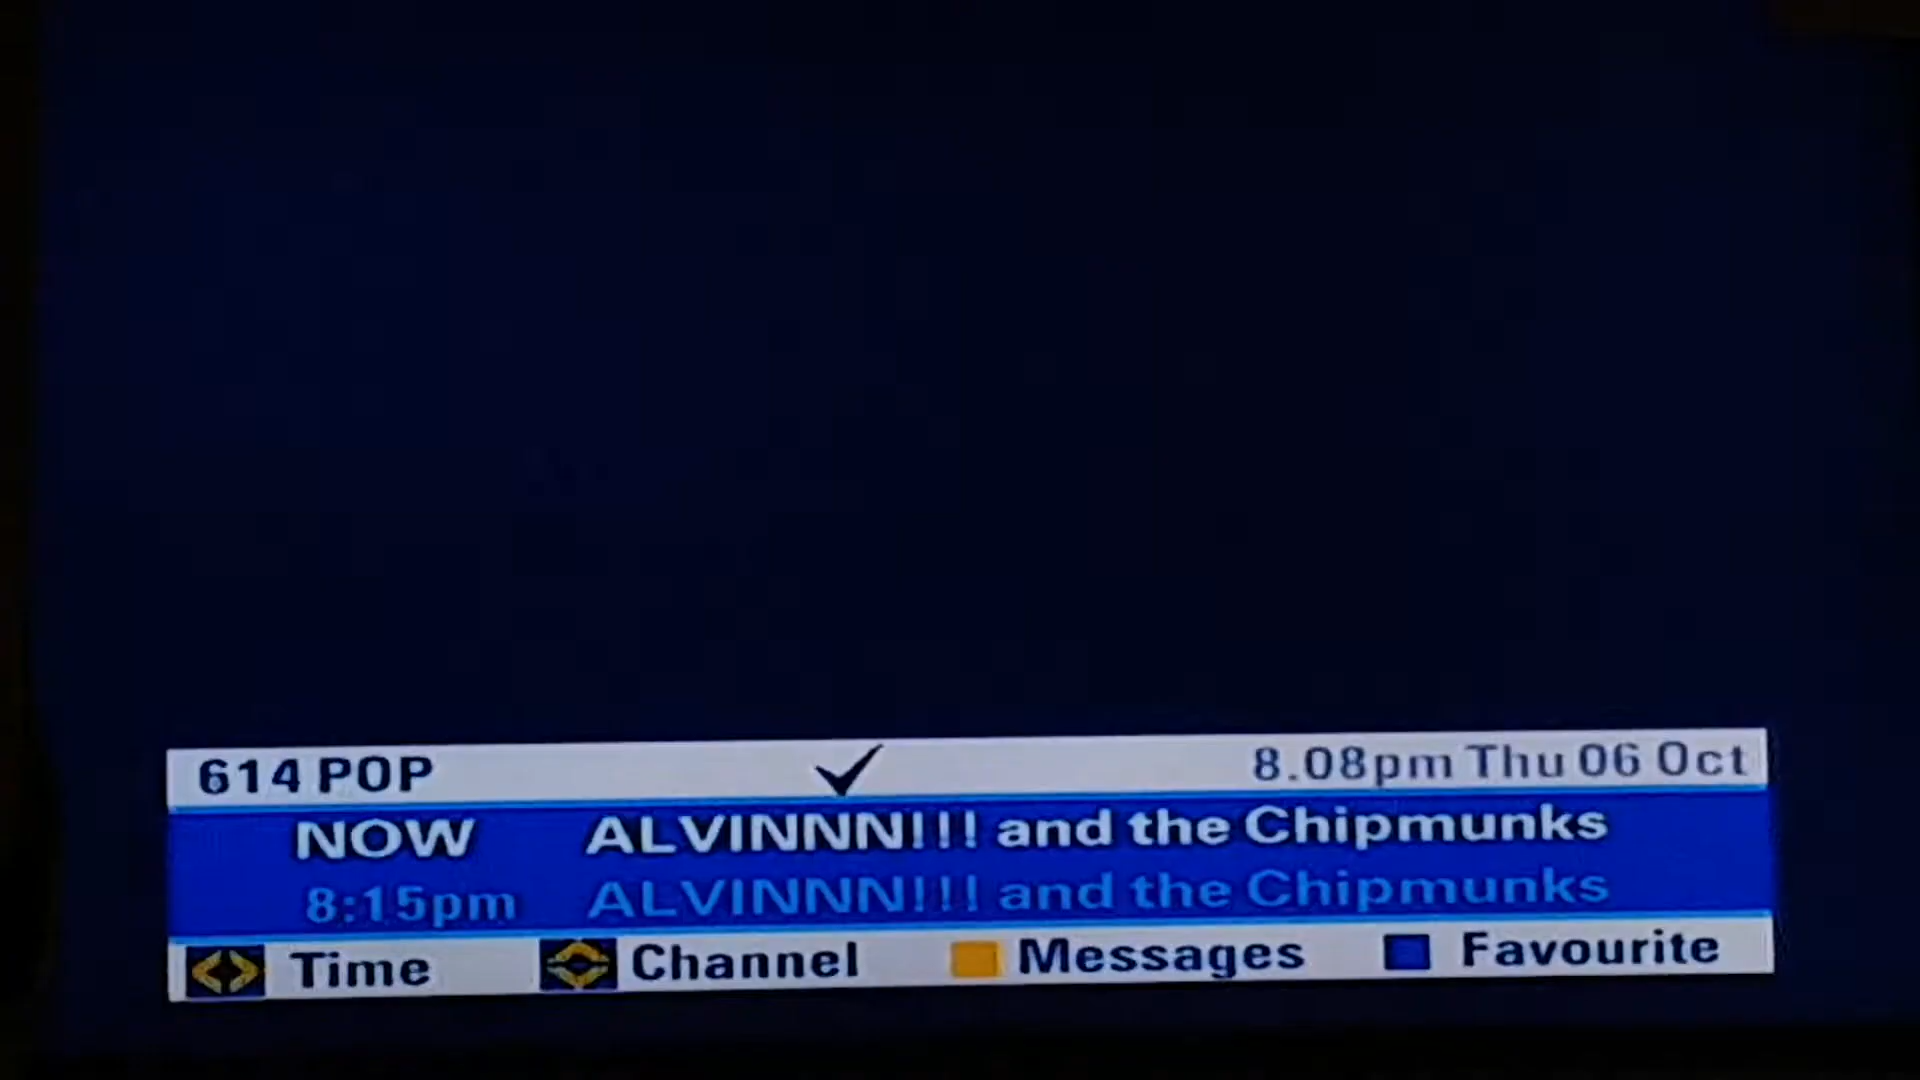 614 POP 8.08pm Thu 06 Oct
NOW ALVINNN!!! and the Chipmunks
8:15pm ALVINNN!!! and the Chipmunks
Time Channel Messages Favourite